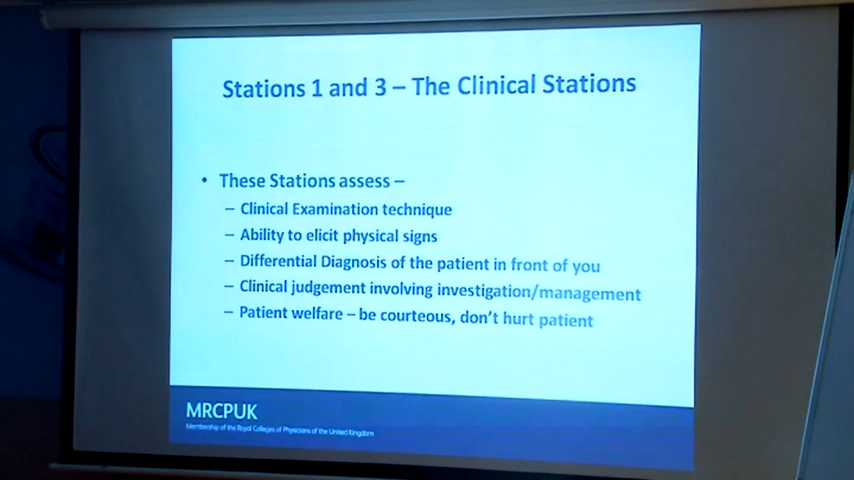 Stations 1 and 3 – The Clinical Stations
• These Stations assess –
– Clinical Examination technique
– Ability to elicit physical signs
– Differential Diagnosis of the patient in front of you
– Clinical judgement involving investigation/management
– Patient welfare – be courteous, don't hurt patient
MRCPUK
Membership of the Royal Colleges of Physicians of the United Kingdom